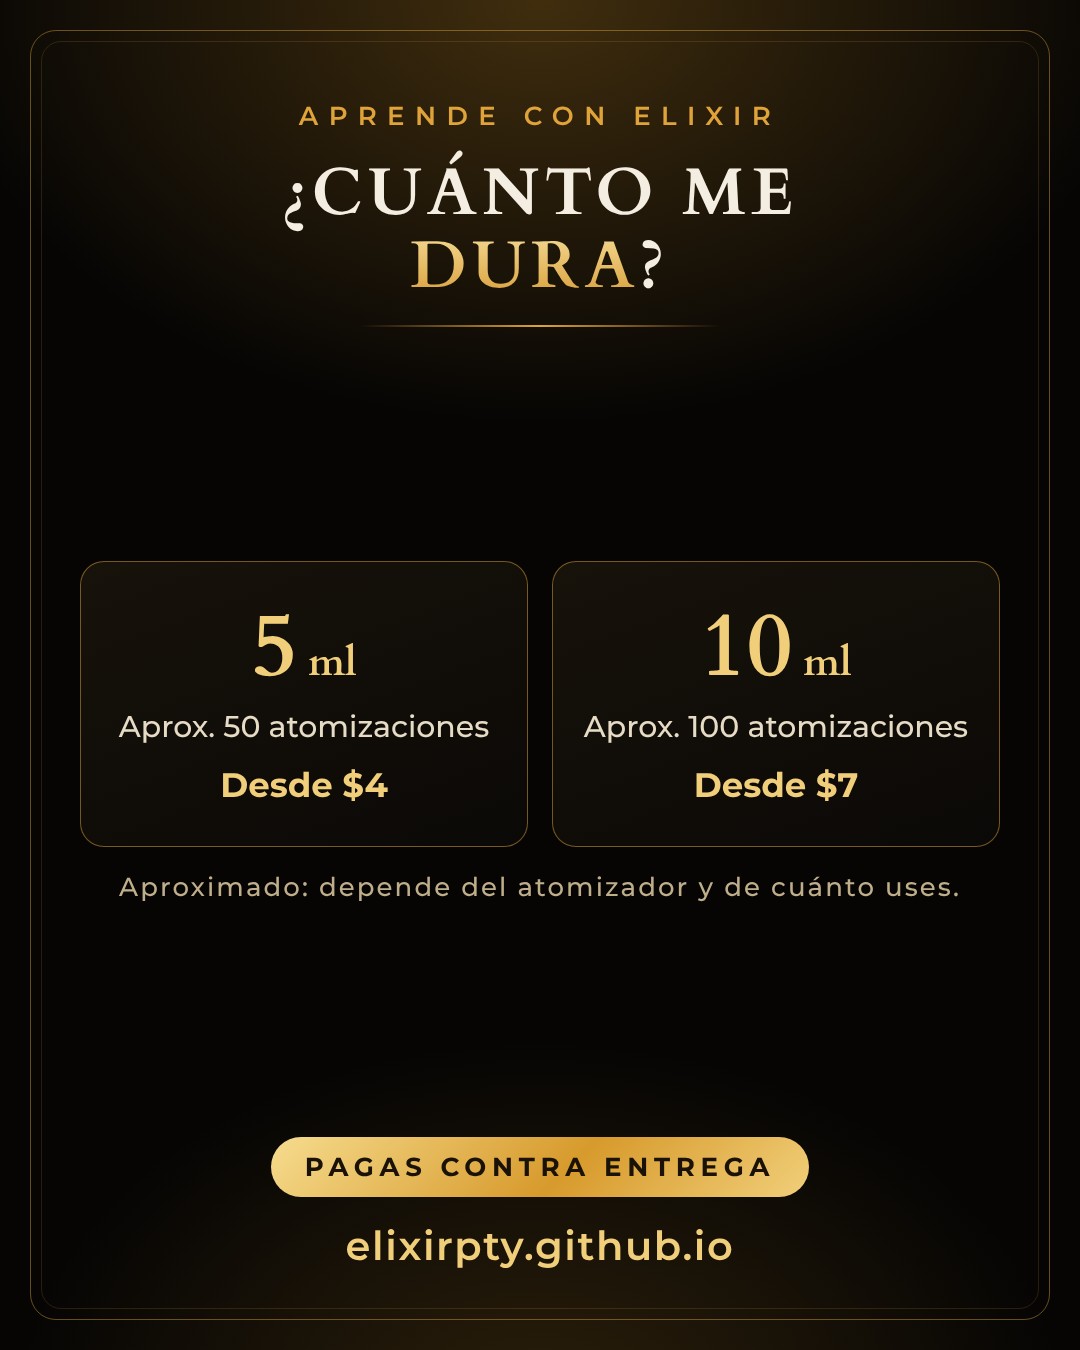 APRENDE CON ELIXIR
¿CUÁNTO ME
DURA?
5 ml
Aprox. 50 atomizaciones
Desde $4
10 ml
Aprox. 100 atomizaciones
Desde $7
Aproximado: depende del atomizador y de cuánto uses.
PAGAS CONTRA ENTREGA
elixirpty.github.io